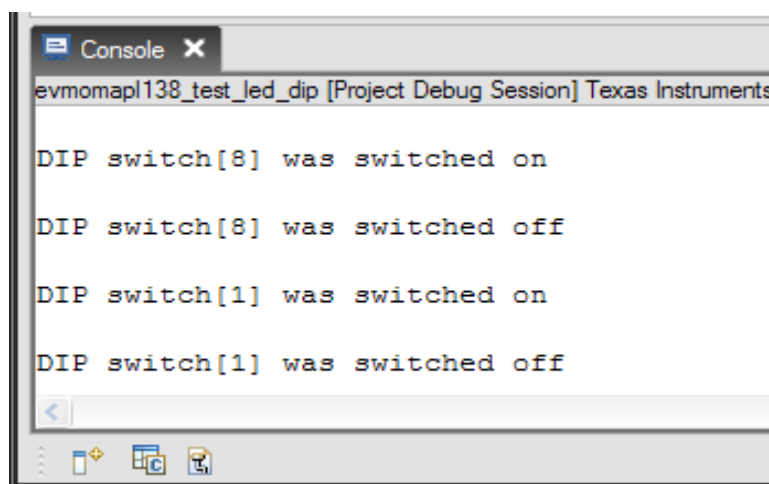 Console
evmomapl138_test_led_dip [Project Debug Session] Texas Instruments
DIP switch[8] was switched on
DIP switch[8] was switched off
DIP switch[1] was switched on
DIP switch[1] was switched off